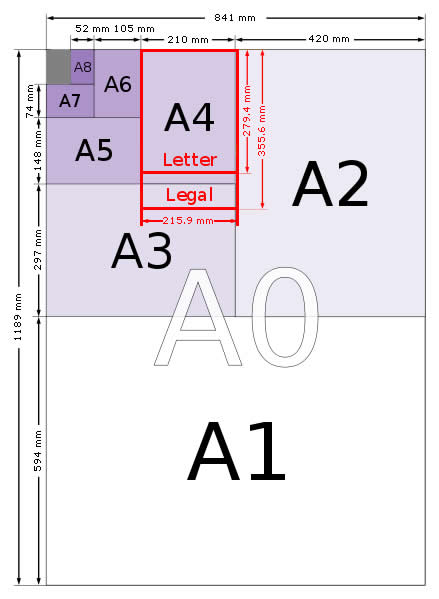 841 mm
52 mm 105 mm
210 mm
420 mm
A8
A6
A7
74 mm
A4
279.4 mm
355.6 mm
A5
148 mm
Letter
A2
Legal
215.9 mm
A3
297 mm
A0
1189 mm
A1
594 mm